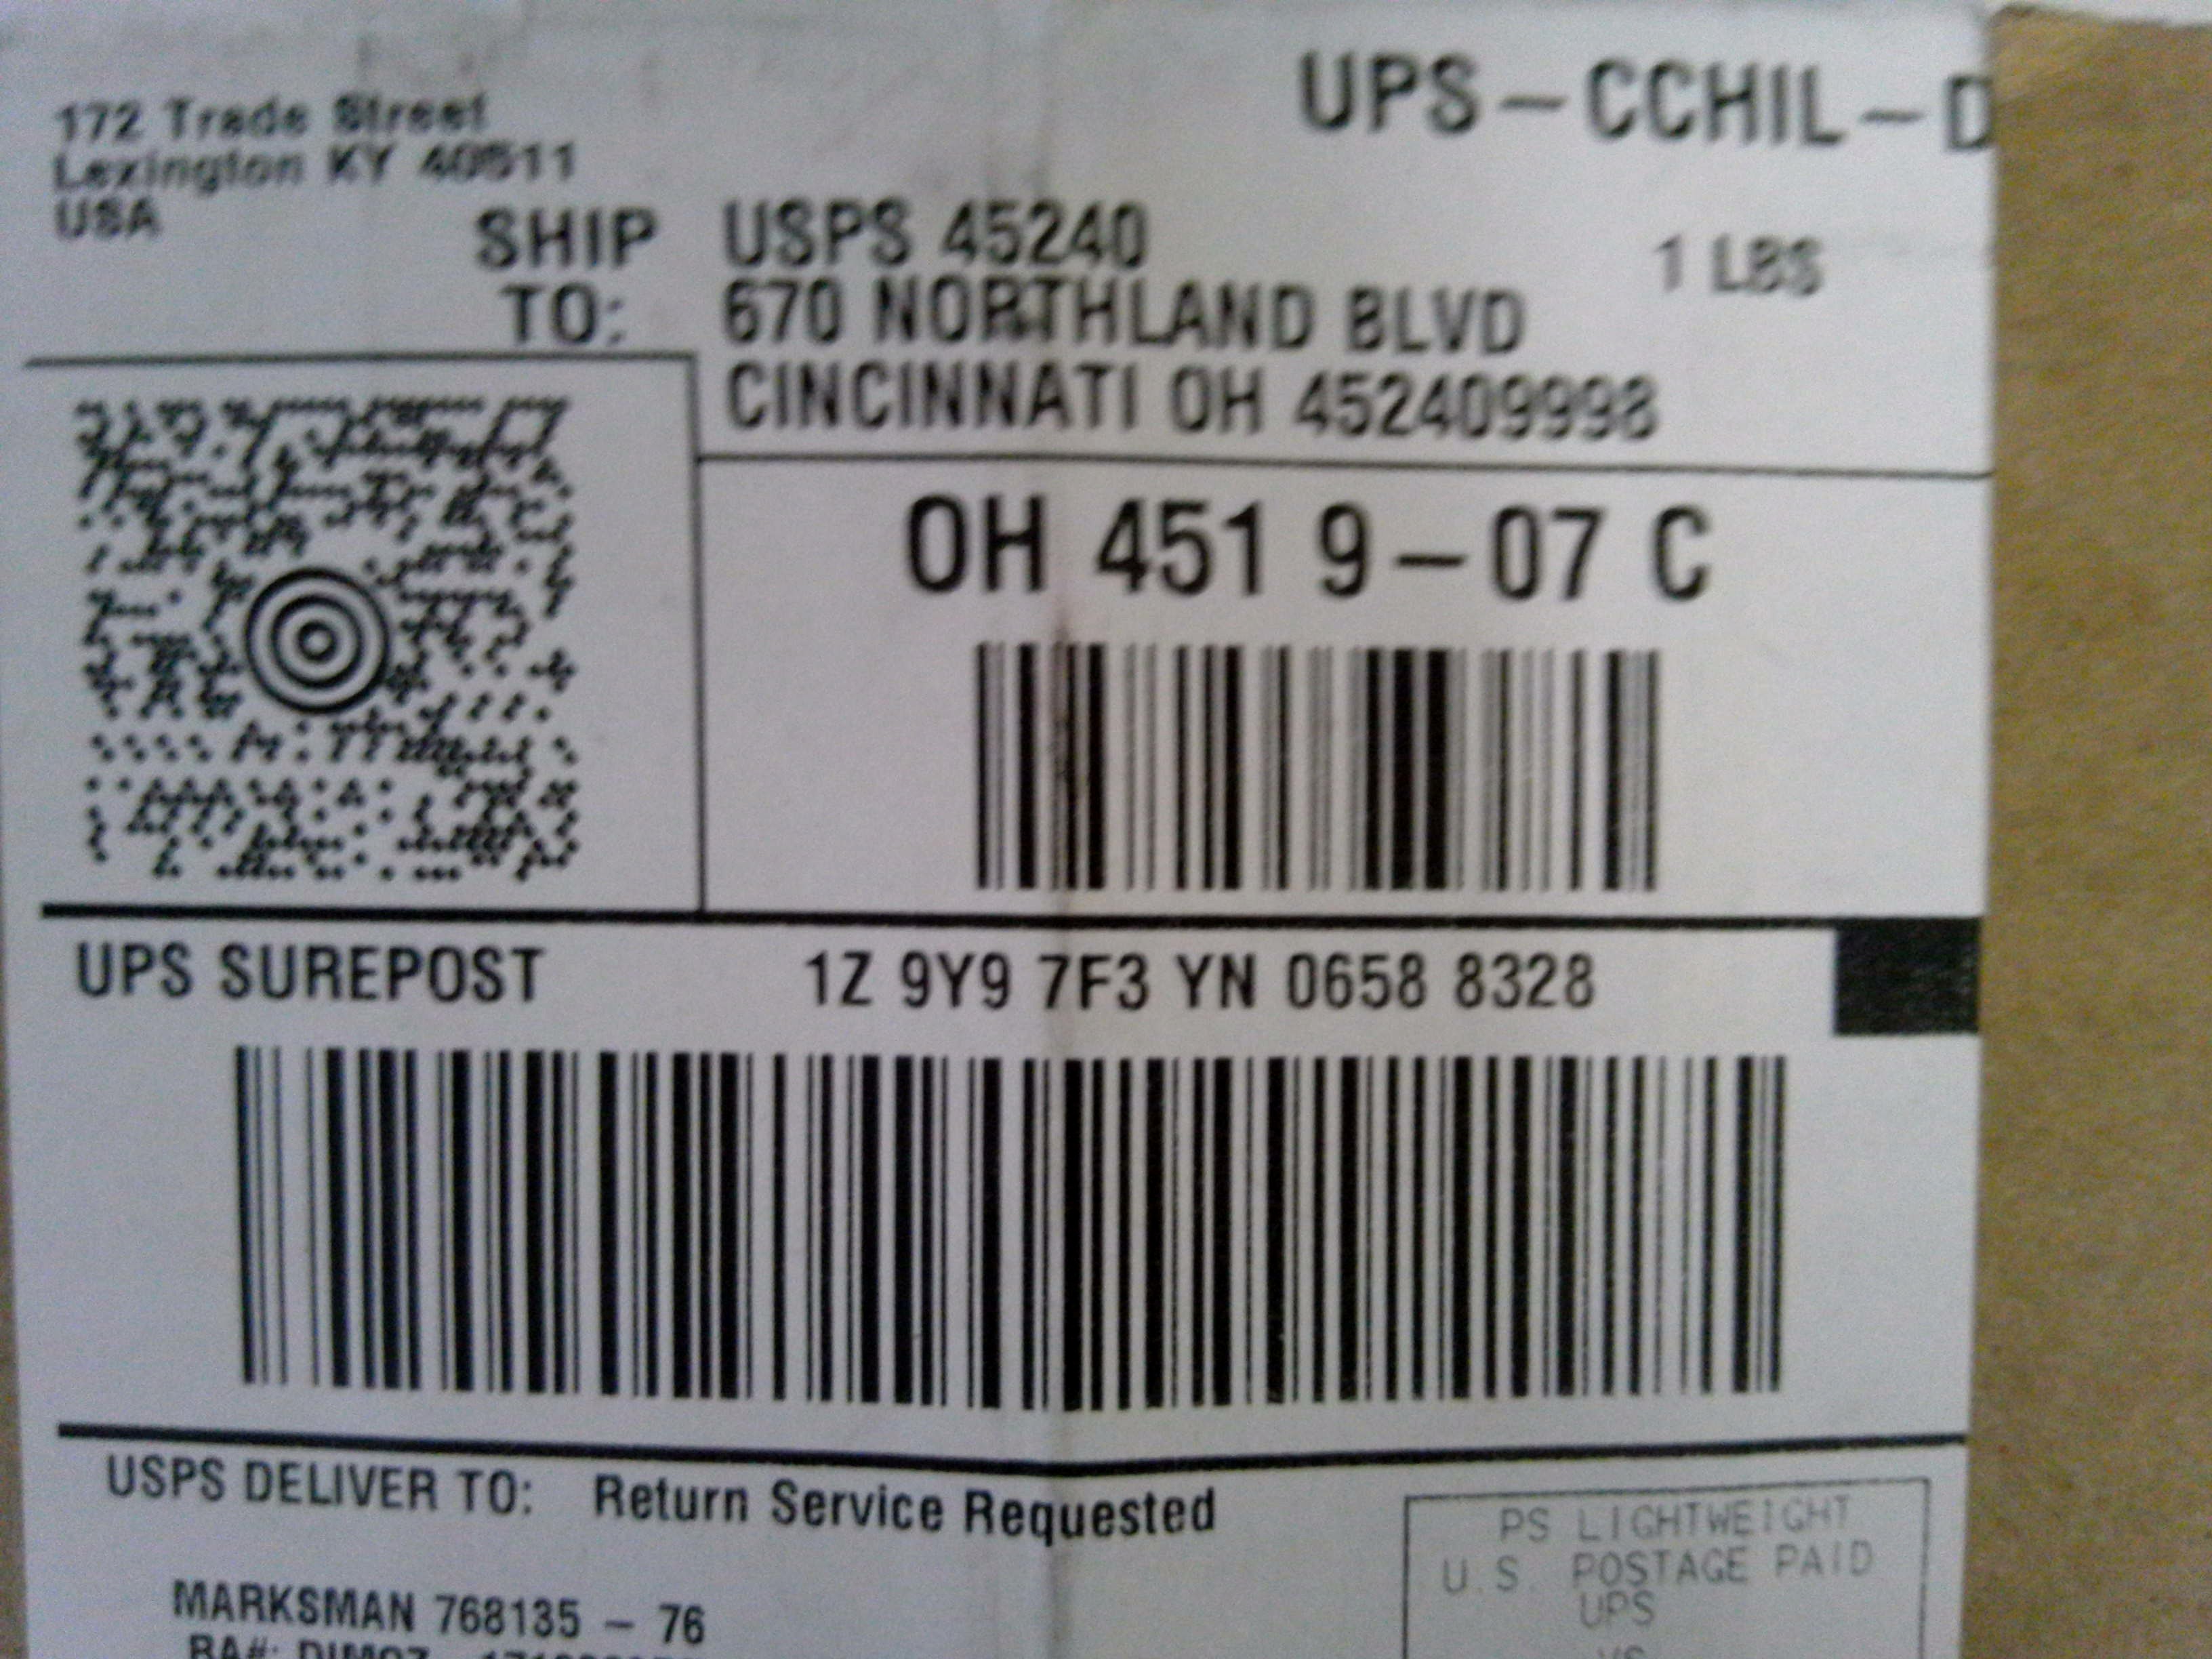 172 Trade Street
Lexington KY 40511
USA
UPS-CCHIL-D
1 LBS
SHIP TO:
USPS 45240
670 NORTHLAND BLVD
CINCINNATI OH 452409998
OH 451 9-07 C
UPS SUREPOST
1Z 9Y9 7F3 YN 0658 8328
USPS DELIVER TO: Return Service Requested
MARKSMAN 768135 - 76
RA#:
PS LIGHTWEIGHT
U.S. POSTAGE PAID
UPS